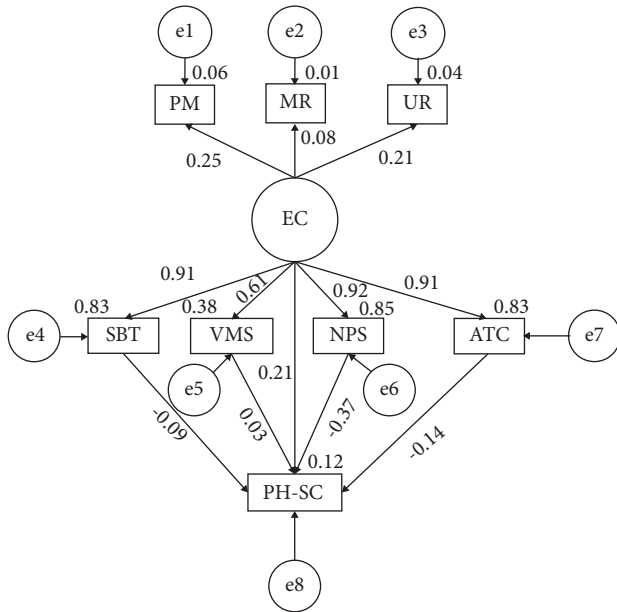 e1
e2
e3
0.06
0.01
0.04
PM
MR
UR
0.25
0.08
0.21
EC
0.91
0.61
0.92
0.91
0.83
0.38
0.85
0.83
e4
SBT
VMS
NPS
ATC
e7
e5
0.21
e6
-0.09
0.03
-0.37
-0.14
0.12
PH-SC
e8